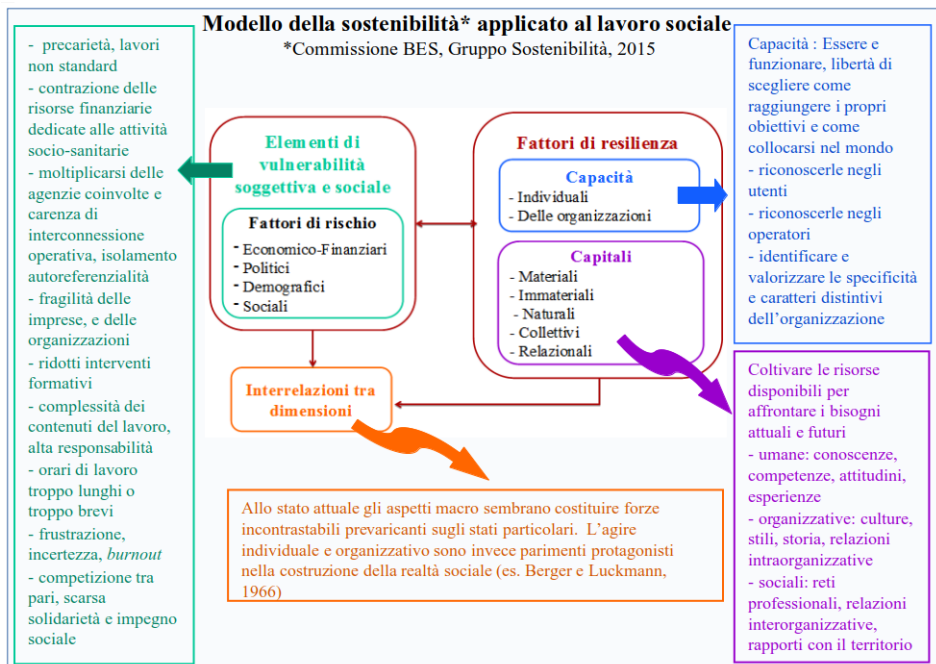 Modello della sostenibilità* applicato al lavoro sociale
*Commissione BES, Gruppo Sostenibilità, 2015
- precarietà, lavori
non standard
- contrazione delle
risorse finanziarie
dedicate alle attività
socio-sanitarie
- moltiplicarsi delle
agenzie coinvolte e
carenza di
interconnessione
operativa, isolamento
autoreferenzialità
- fragilità delle
imprese, e delle
organizzazioni
- ridotti interventi
formativi
- complessità dei
contenuti del lavoro,
alta responsabilità
- orari di lavoro
troppo lunghi o
troppo brevi
- frustrazione,
incertezza, burnout
- competizione tra
pari, scarsa
solidarietà e impegno
sociale
Elementi di
vulnerabilità
soggettiva e sociale
Fattori di rischio
- Economico-Finanziari
- Politici
- Demografici
- Sociali
Fattori di resilienza
Capacità
- Individuali
- Delle organizzazioni
Capitali
- Materiali
- Immateriali
- Naturali
- Collettivi
- Relazionali
Interrelazioni tra
dimensioni
Allo stato attuale gli aspetti macro sembrano costituire forze
incontrastabili prevaricanti sugli stati particolari. L'agire
individuale e organizzativo sono invece parimenti protagonisti
nella costruzione della realtà sociale (es. Berger e Luckmann,
1966)
Capacità : Essere e
funzionare, libertà di
scegliere come
raggiungere i propri
obiettivi e come
collocarsi nel mondo
- riconoscerle negli
utenti
- riconoscerle negli
operatori
- identificare e
valorizzare le specificità
e caratteri distintivi
dell'organizzazione
Coltivare le risorse
disponibili per
affrontare i bisogni
attuali e futuri
- umane: conoscenze,
competenze, attitudini,
esperienze
- organizzative: culture,
stili, storia, relazioni
intraorganizzative
- sociali: reti
professionali, relazioni
interorganizzative,
rapporti con il territorio